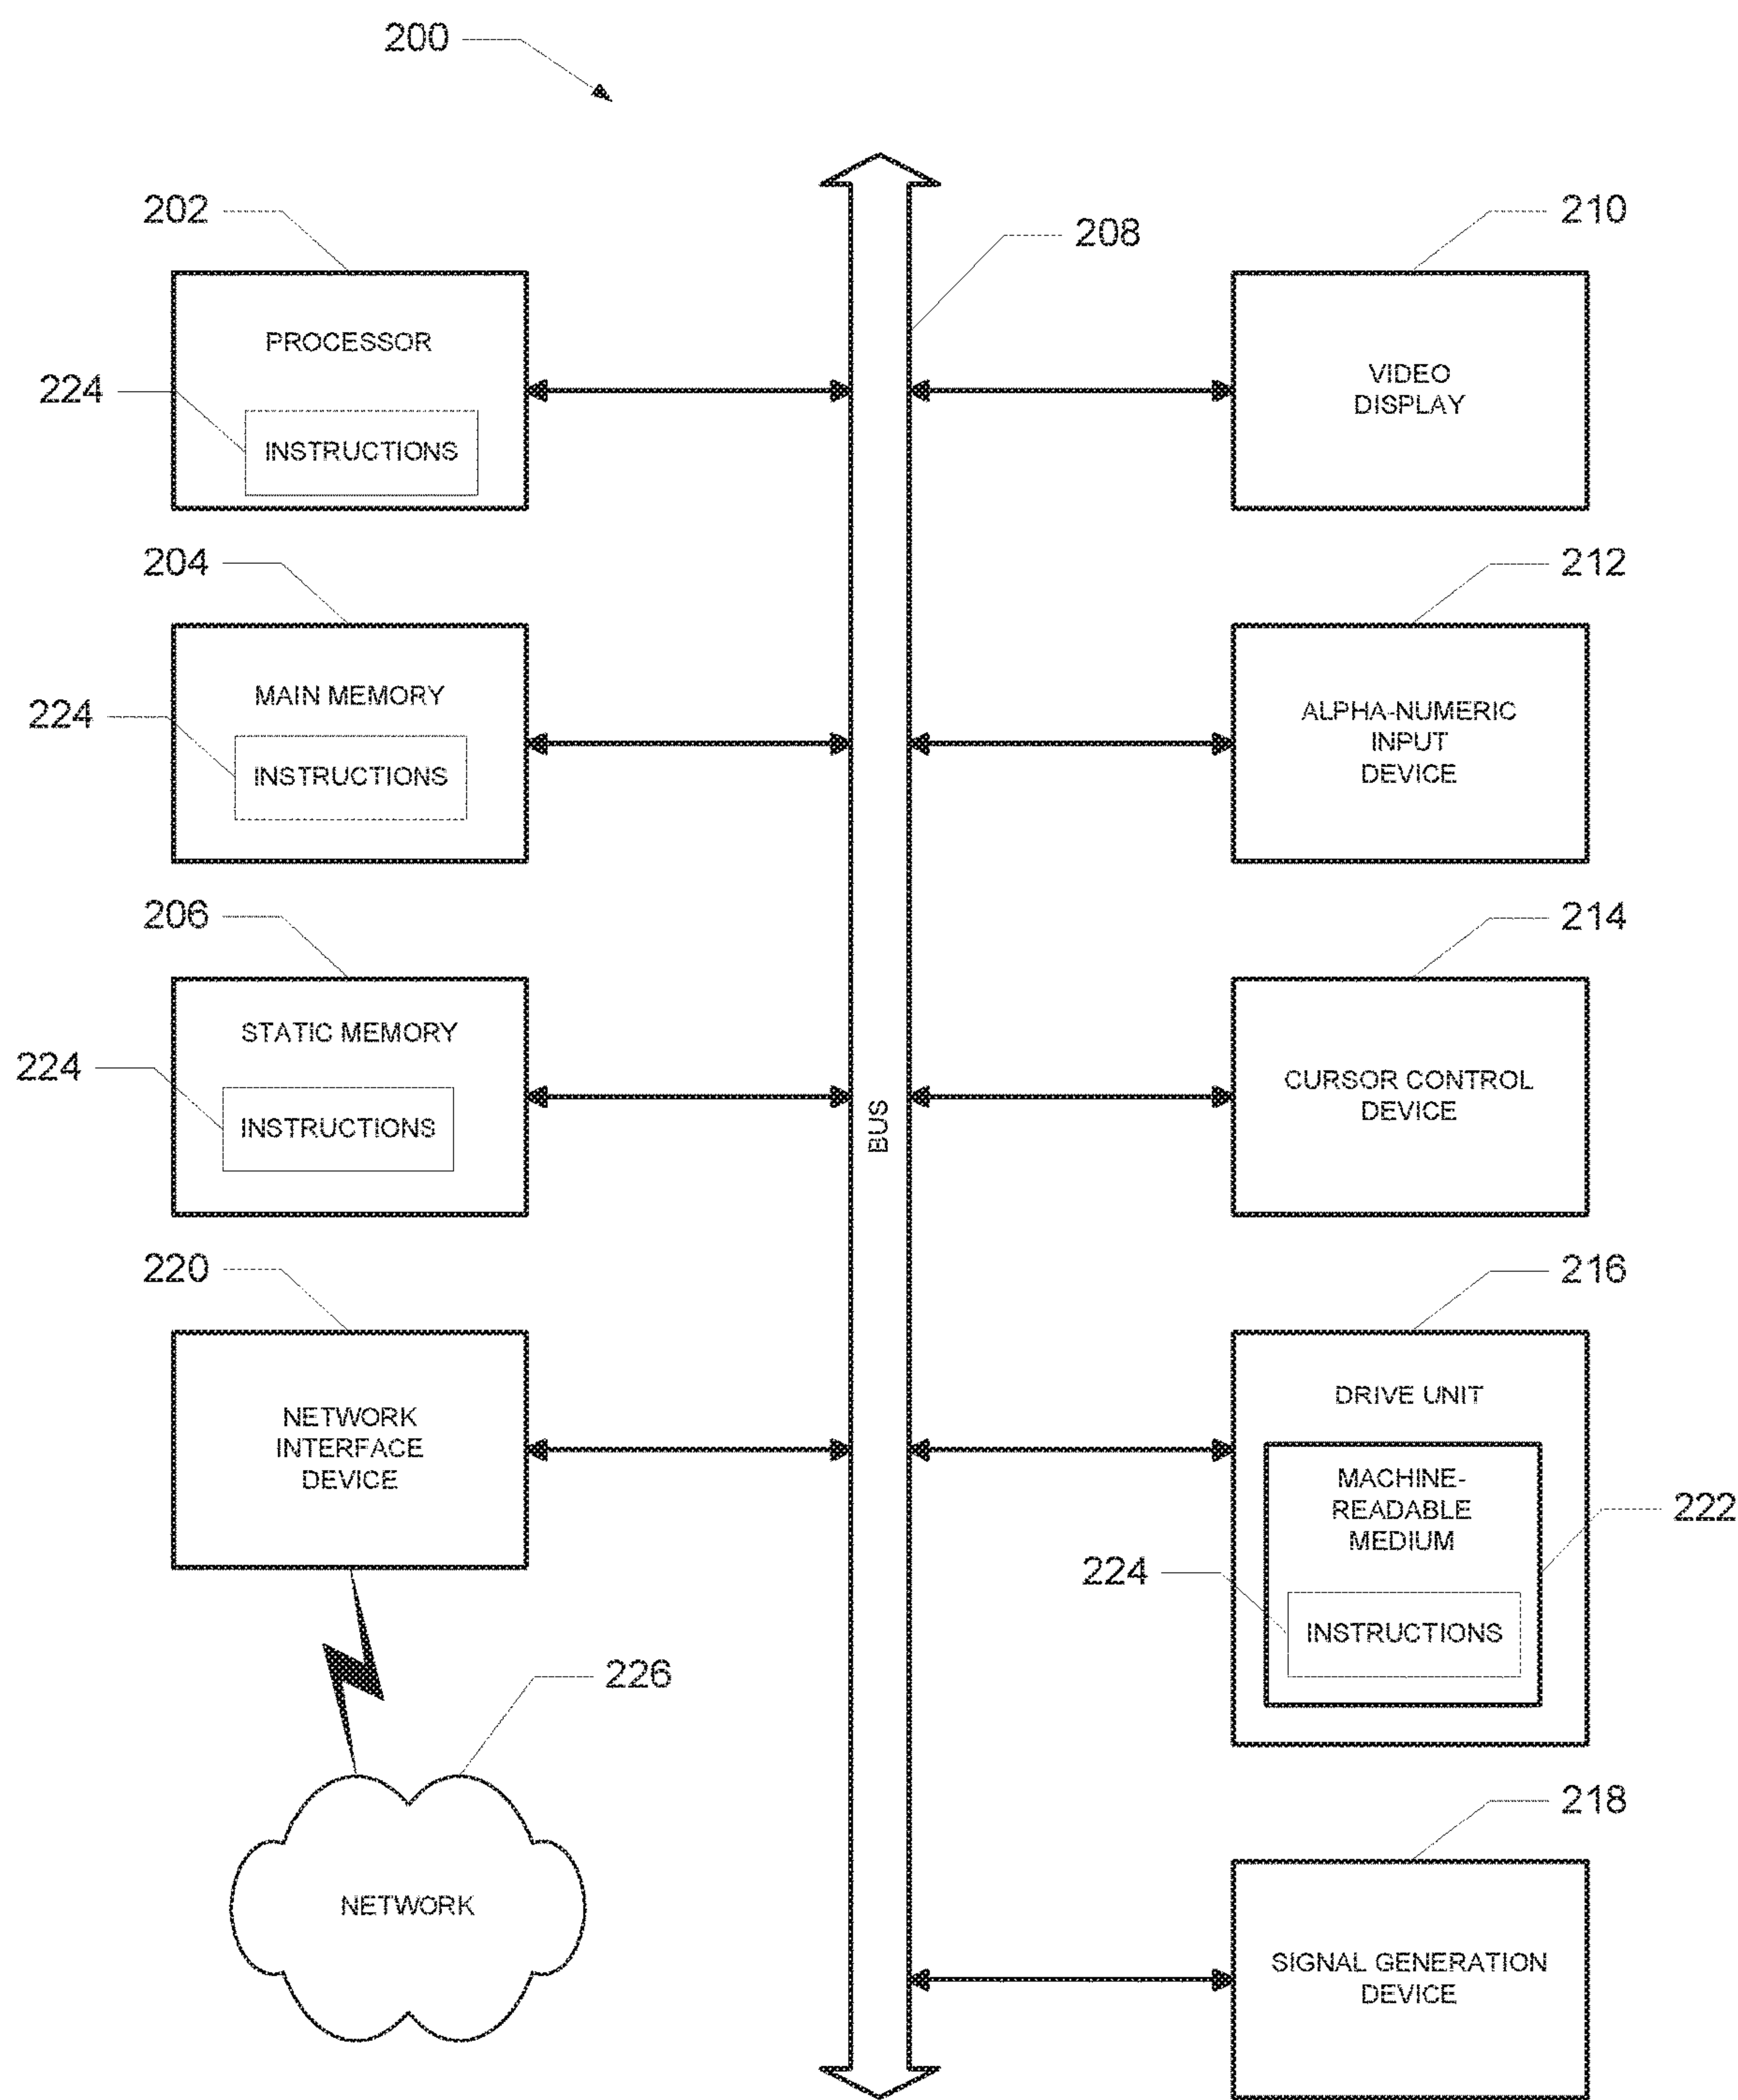 200
202
208
210
PROCESSOR
224
INSTRUCTIONS
VIDEO
DISPLAY
204
212
MAIN MEMORY
224
INSTRUCTIONS
ALPHA-NUMERIC
INPUT
DEVICE
206
214
STATIC MEMORY
224
INSTRUCTIONS
BUS
CURSOR CONTROL
DEVICE
220
216
NETWORK
INTERFACE
DEVICE
DRIVE UNIT
MACHINE-
READABLE
MEDIUM
222
224
INSTRUCTIONS
226
NETWORK
218
SIGNAL GENERATION
DEVICE